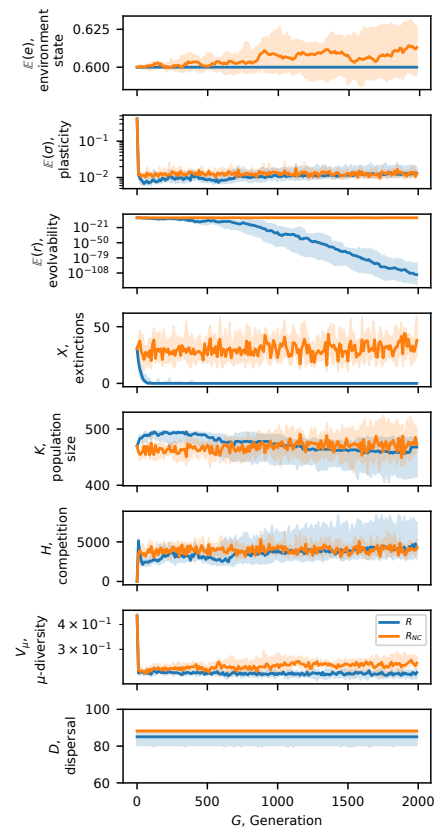 𝔼(e),
environment
state
0.625
0.600
𝔼(σ),
plasticity
10⁻¹
10⁻²
𝔼(r),
evolvability
10⁻²¹
10⁻⁵⁰
10⁻⁷⁹
10⁻¹⁰⁸
X,
extinctions
50
0
K,
population
size
500
400
H,
competition
5000
0
V_μ,
μ-diversity
4 × 10⁻¹
3 × 10⁻¹
R
R_NC
D,
dispersal
100
80
60
0 500 1000 1500 2000
G, Generation